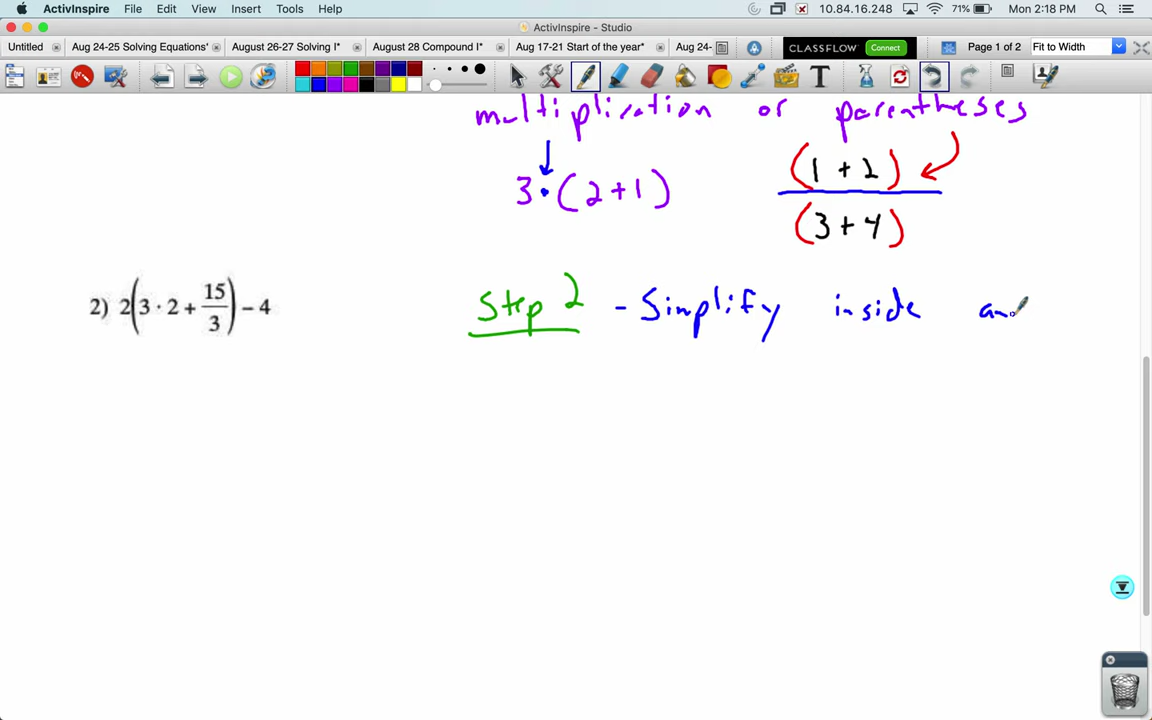 ActivInspire File Edit View Insert Tools Help 10.84.16.248 71% Mon 2:18 PM
ActivInspire - Studio
Untitled Aug 24-25 Solving Equations* August 26-27 Solving I* August 28 Compound I* Aug 17-21 Start of the year* Aug 24- CLASSFLOW Connect Page 1 of 2 Fit to Width
multiplication or parentheses
3 · (2 + 1)
(1 + 2)
(3 + 4)
2) 2(3 · 2 + 15/3) - 4
Step 2 - Simplify inside an